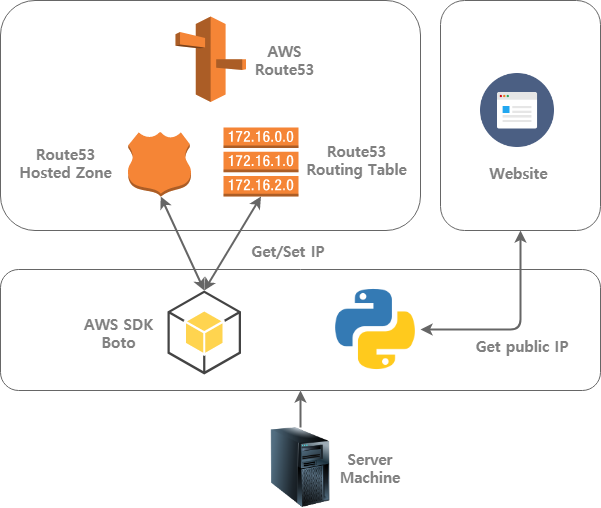 AWS
Route53
Route53
Hosted Zone
172.16.0.0
172.16.1.0
172.16.2.0
Route53
Routing Table
Website
Get/Set IP
AWS SDK
Boto
Get public IP
Server
Machine